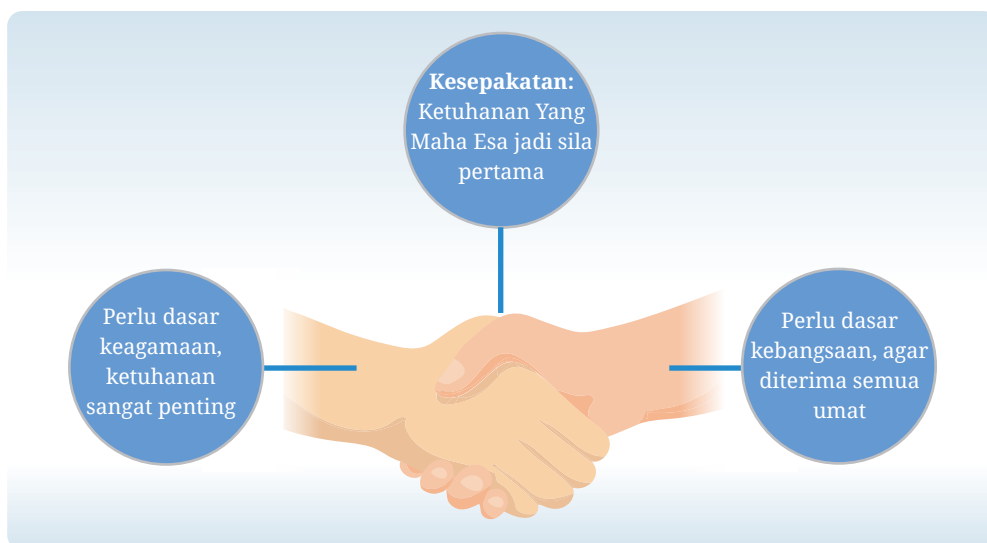 Kesepakatan:
Ketuhanan Yang
Maha Esa jadi sila
pertama
Perlu dasar
keagamaan,
ketuhanan
sangat penting
Perlu dasar
kebangsaan, agar
diterima semua
umat